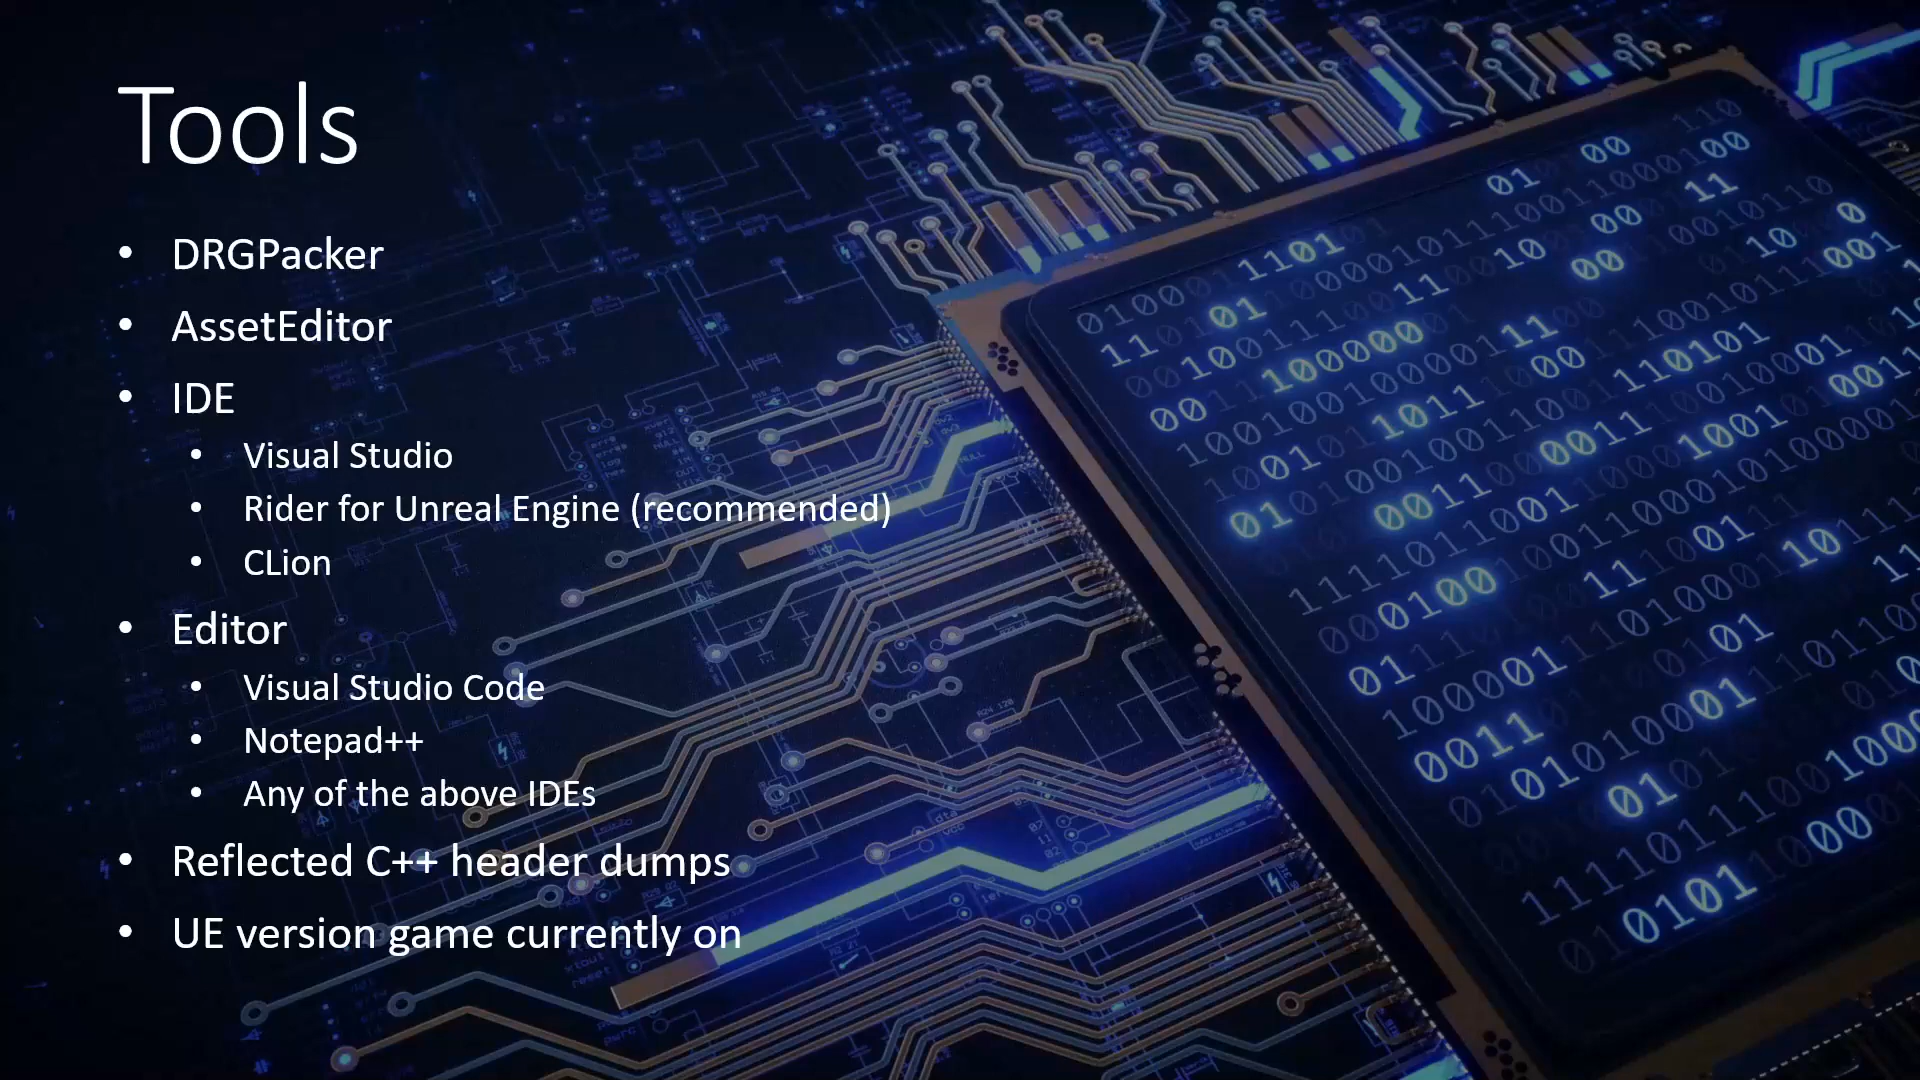 Tools
• DRGPacker
• AssetEditor
• IDE
• Visual Studio
• Rider for Unreal Engine (recommended)
• CLion
• Editor
• Visual Studio Code
• Notepad++
• Any of the above IDEs
• Reflected C++ header dumps
• UE version game currently on